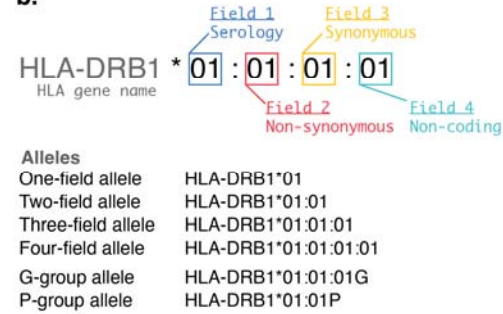 b.
Field 1 Field 3
Serology Synonymous
HLA-DRB1 * 01 : 01 : 01 : 01
HLA gene name
Field 2 Field 4
Non-synonymous Non-coding
Alleles
One-field allele HLA-DRB1*01
Two-field allele HLA-DRB1*01:01
Three-field allele HLA-DRB1*01:01:01
Four-field allele HLA-DRB1*01:01:01:01
G-group allele HLA-DRB1*01:01:01G
P-group allele HLA-DRB1*01:01P